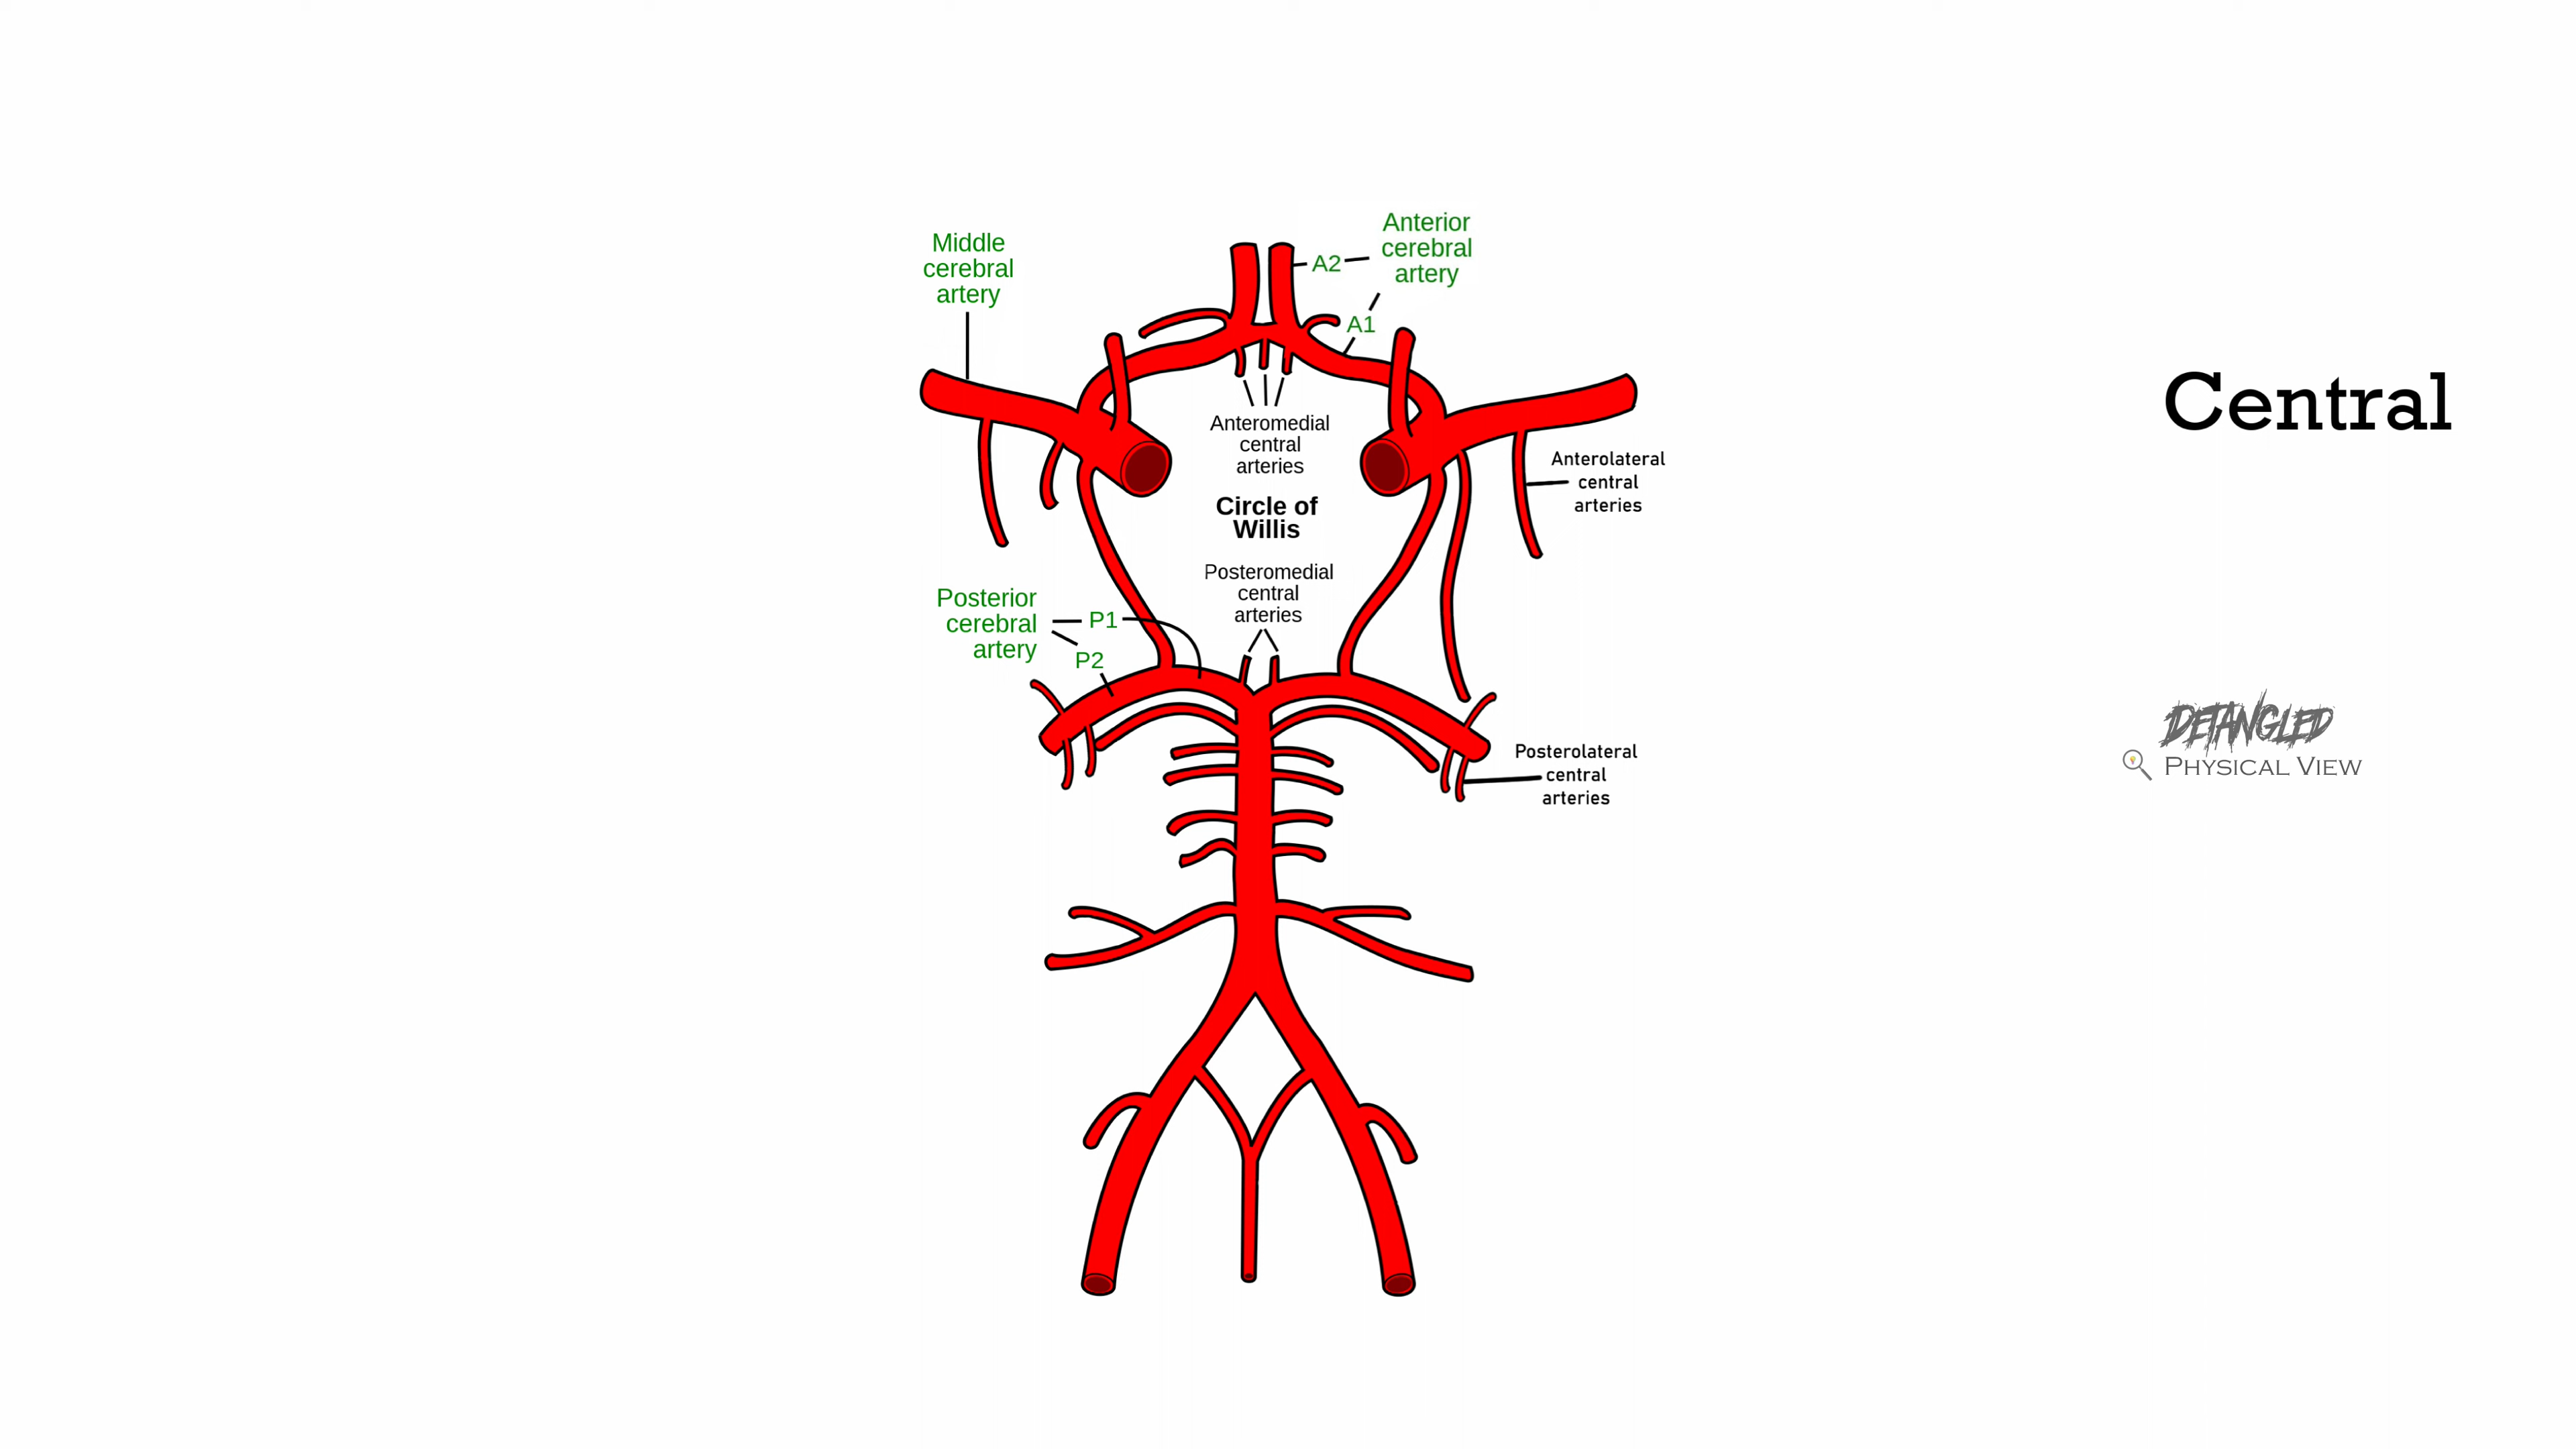 Middle
cerebral
artery
Anterior
cerebral
artery
A2
A1
Anteromedial
central
arteries
Circle of
Willis
Anterolateral
central
arteries
Posteromedial
central
arteries
Posterior
cerebral
artery
P1
P2
Posterolateral
central
arteries
Central
DETANGLED
PHYSICAL VIEW